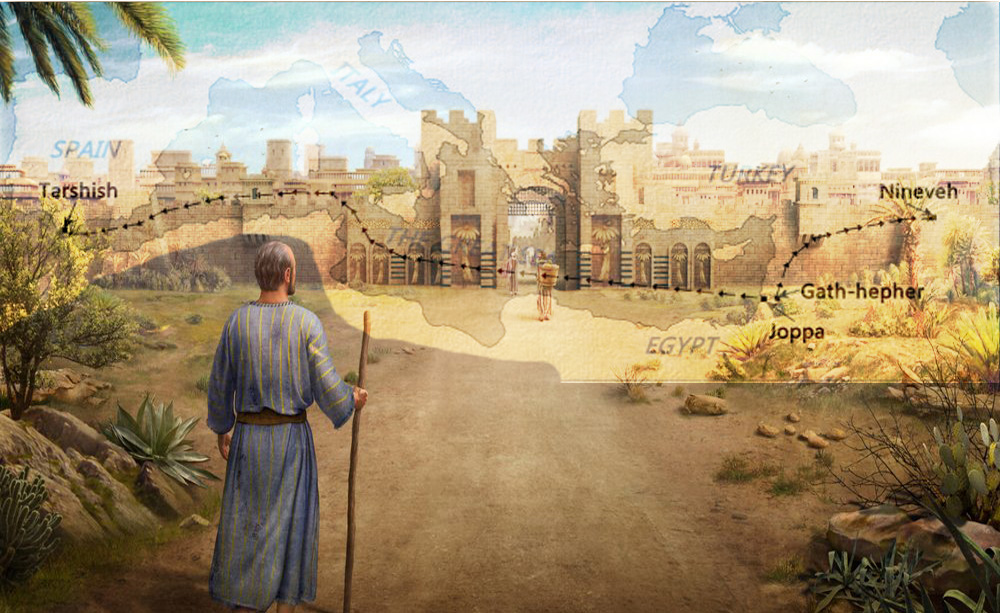 ITALY
SPAIN
TURKEY
Tarshish
Nineveh
Gath-hepher
Joppa
EGYPT